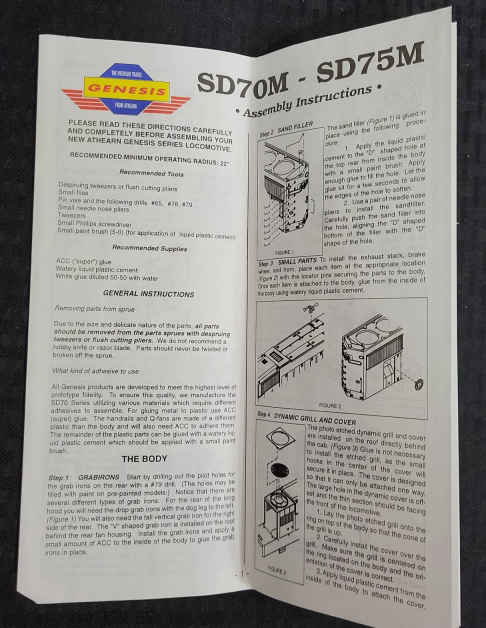 THE PREMIUM TRAINS
GENESIS
FROM ATHEARN
SD70M - SD75M
• Assembly Instructions •
PLEASE READ THESE DIRECTIONS CAREFULLY
AND COMPLETELY BEFORE ASSEMBLING YOUR
NEW ATHEARN GENESIS SERIES LOCOMOTIVE.
RECOMMENDED MINIMUM OPERATING RADIUS: 22"
Recommended Tools
Despruing tweezers or flush cutting pliers
Small files
Pin vise and the following drills, #65, #76, #79
Small needle nose pliers
Tweezers
Small Phillips screwdriver
Small paint brush (5-0) (for application of liquid plastic cement)
Recommended Supplies
ACC ("super") glue
Watery liquid plastic cement
White glue diluted 50-50 with water
GENERAL INSTRUCTIONS
Removing parts from sprue
Due to the size and delicate nature of the parts, all parts
should be removed from the parts sprues with despruing
tweezers or flush cutting pliers. We do not recommend a
hobby knife or razor blade. Parts should never be twisted or
broken off the sprue.
What kind of adhesive to use
All Genesis products are developed to meet the highest level of
prototype fidelity. To ensure this quality, we manufacture the
SD70 Series utilizing various materials which require different
adhesives to assemble. For gluing metal to plastic use ACC
(super) glue. The handrails and Q-fans are made of a different
plastic than the body and will also need ACC to adhere them.
The remainder of the plastic parts can be glued with a watery liq-
uid plastic cement which should be applied with a small paint
brush.
THE BODY
Step 1 GRABIRONS Start by drilling out the pilot holes for
the grab irons on the rear with a #79 drill. (The holes may be
filled with paint on pre-painted models.) Notice that there are
several different types of grab irons. For the rear of the long
hood you will need the drop grab irons with the dog leg to the left.
(Figure 1) You will also need the tall vertical grab iron for the right
side of the rear. The "V" shaped grab iron is installed on the roof
behind the rear fan housing. Install the grab irons and apply a
small amount of ACC to the inside of the body to glue the grab
irons in place.
- 1 -
Step 2 SAND FILLER
The sand filler (Figure 1) is glued in
place using the following proce-
dure:
1. Apply the liquid plastic
cement to the "D" shaped hole of
the top rear from inside the body
with a small paint brush. Apply
enough glue to fill the hole. Let the
glue sit for a few seconds to allow
the edges of the hole to soften.
2. Use a pair of needle nose
pliers to install the sandfilter.
Carefully push the sand filler into
the hole, aligning the "D" shaped
bottom of the filler with the "D"
shape of the hole.
FIGURE 1
Step 3 SMALL PARTS To install the exhaust stack, brake
wheel, and horn, place each item at the appropriate location
(Figure 2) with the locator pins securing the parts to the body.
Once each item is attached to the body, glue from the inside of
the body using watery liquid plastic cement.
FIGURE 2
Step 4 DYNAMIC GRILL AND COVER
The photo etched dynamic grill and cover
are installed on the roof directly behind
the cab. (Figure 3) Glue is not necessary
to install the etched grill, as the small
hooks in the center of the cover will
secure it in place. The cover is designed
so that it can only be attached one way.
The large hole in the dynamic cover is off-
set and the thin section should be facing
the front of the locomotive.
1. Lay the photo etched grill onto the
ring on top of the body so that the cone of
the grill is up.
2. Carefully install the cover over the
grill. Make sure the grill is centered on
the ring located on the body and the ori-
entation of the cover is correct.
3. Apply liquid plastic cement from the
inside of the body to attach the cover.
FIGURE 3